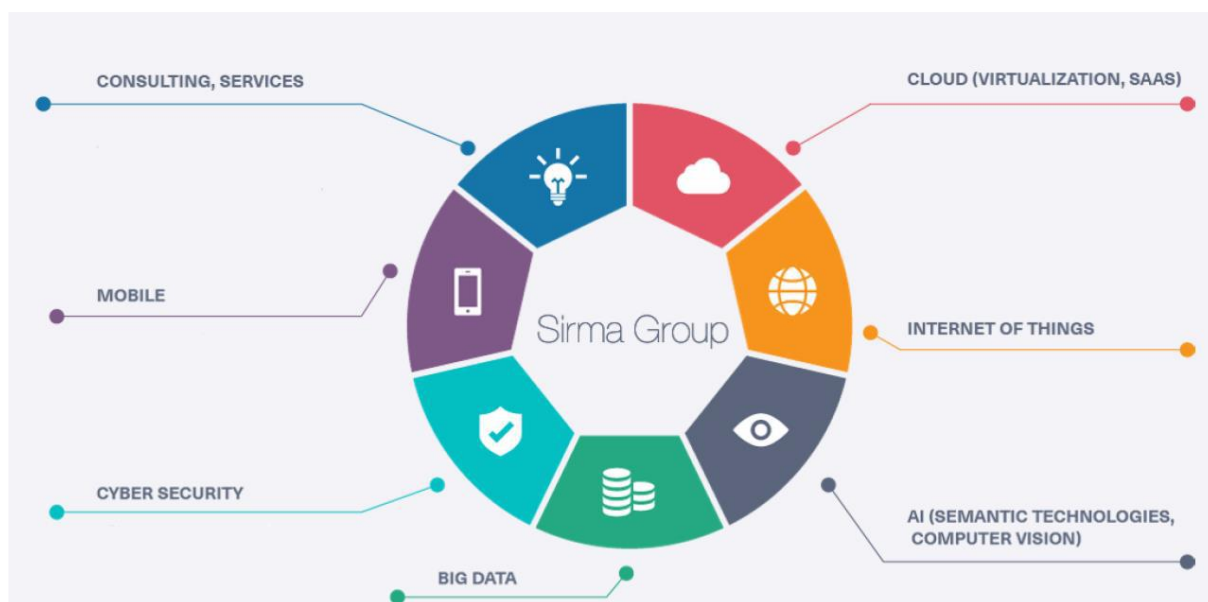 CONSULTING, SERVICES
CLOUD (VIRTUALIZATION, SAAS)
MOBILE
Sirma Group
INTERNET OF THINGS
CYBER SECURITY
AI (SEMANTIC TECHNOLOGIES,
COMPUTER VISION)
BIG DATA